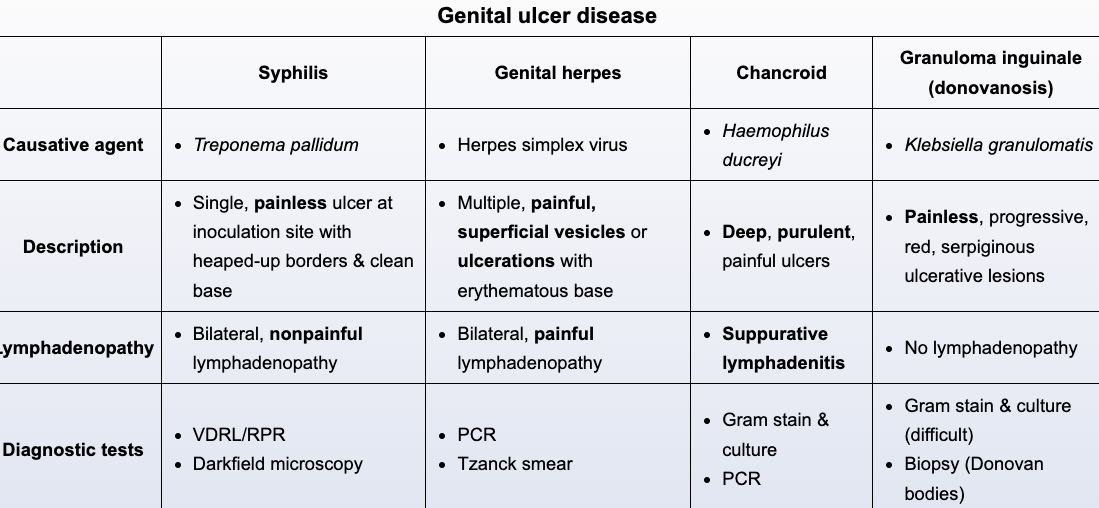 Genital ulcer disease
Syphilis
Genital herpes
Chancroid
Granuloma inguinale
(donovanosis)
Causative agent
• Treponema pallidum
• Herpes simplex virus
• Haemophilus
ducreyi
• Klebsiella granulomatis
Description
• Single, painless ulcer at
inoculation site with
heaped-up borders & clean
base
• Multiple, painful,
superficial vesicles or
ulcerations with
erythematous base
• Deep, purulent,
painful ulcers
• Painless, progressive,
red, serpiginous
ulcerative lesions
Lymphadenopathy
• Bilateral, nonpainful
lymphadenopathy
• Bilateral, painful
lymphadenopathy
• Suppurative
lymphadenitis
• No lymphadenopathy
Diagnostic tests
• VDRL/RPR
• Darkfield microscopy
• PCR
• Tzanck smear
• Gram stain &
culture
• PCR
• Gram stain & culture
(difficult)
• Biopsy (Donovan
bodies)